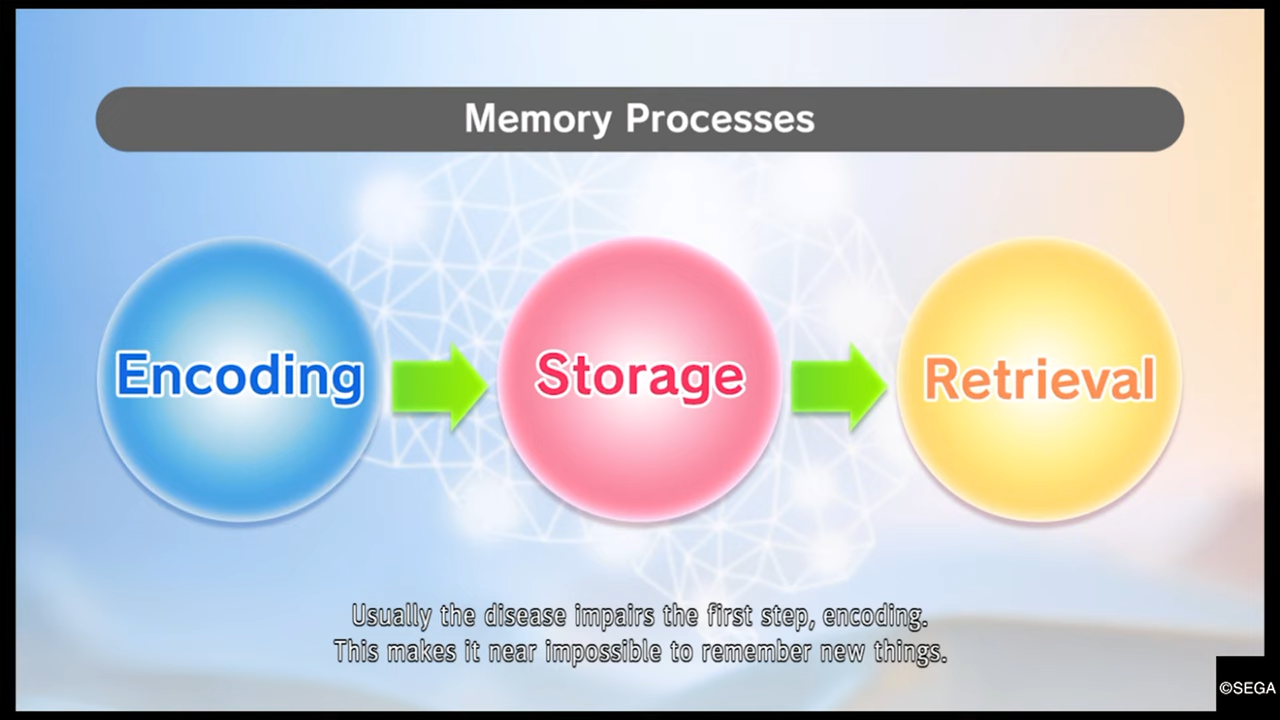 Memory Processes
Encoding
Storage
Retrieval
Usually the disease impairs the first step, encoding.
This makes it near impossible to remember new things.
©SEGA